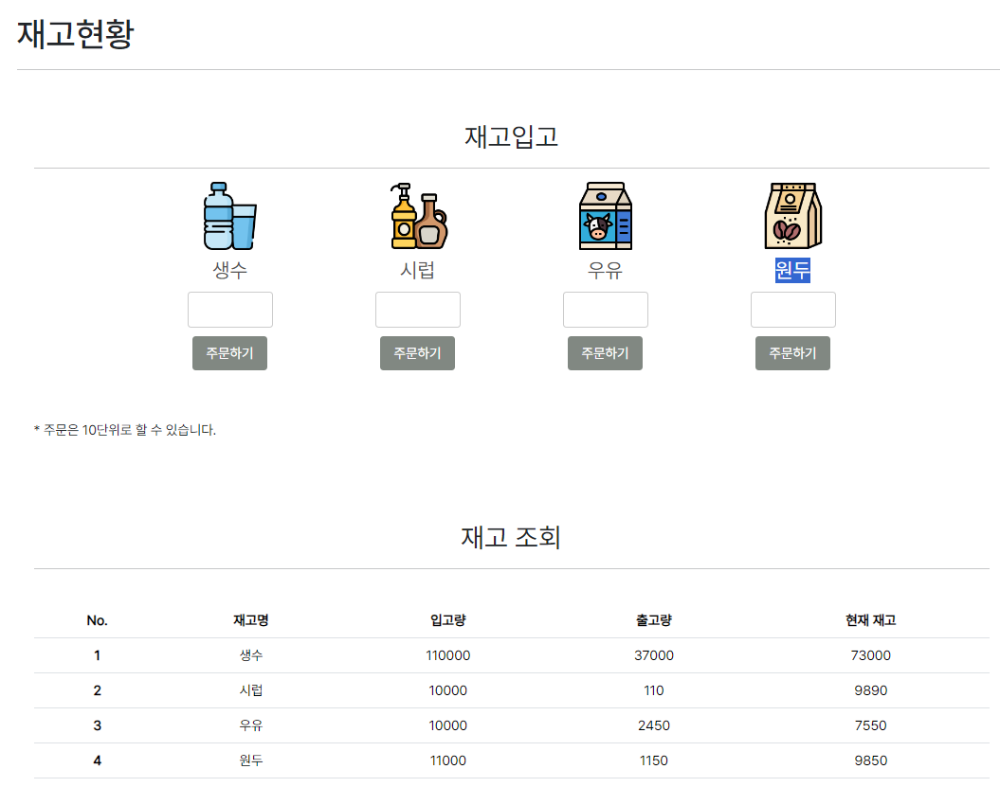 재고현황
재고입고
생수 시럽 우유 원두
주문하기 주문하기 주문하기 주문하기
* 주문은 10단위로 할 수 있습니다.
재고 조회
No. 재고명 입고량 출고량 현재 재고
1 생수 110000 37000 73000
2 시럽 10000 110 9890
3 우유 10000 2450 7550
4 원두 11000 1150 9850